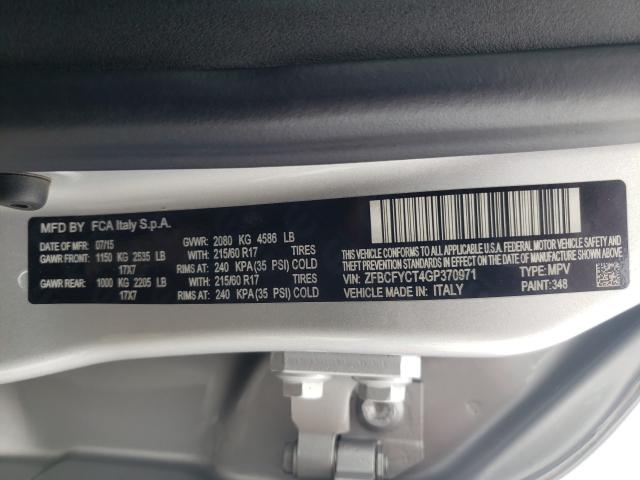 MFD BY FCA Italy S.p.A.
DATE OF MFR: 07/15 GVWR: 2080 KG 4586 LB
GAWR FRONT: 1150 KG 2535 LB WITH: 215/60 R17 TIRES
17X7 RIMS AT: 240 KPA (35 PSI) COLD
GAWR REAR: 1000 KG 2205 LB WITH: 215/60 R17 TIRES
17X7 RIMS AT: 240 KPA (35 PSI) COLD
THIS VEHICLE CONFORMS TO ALL APPLICABLE FEDERAL MOTOR
VEHICLE SAFETY, BUMPER, AND THEFT PREVENTION STANDARDS
IN EFFECT ON THE DATE OF MANUFACTURE SHOWN ABOVE
VIN: ZFBCFYCT4GP370971 TYPE: MPV
VEHICLE MADE IN: ITALY PAINT: 348